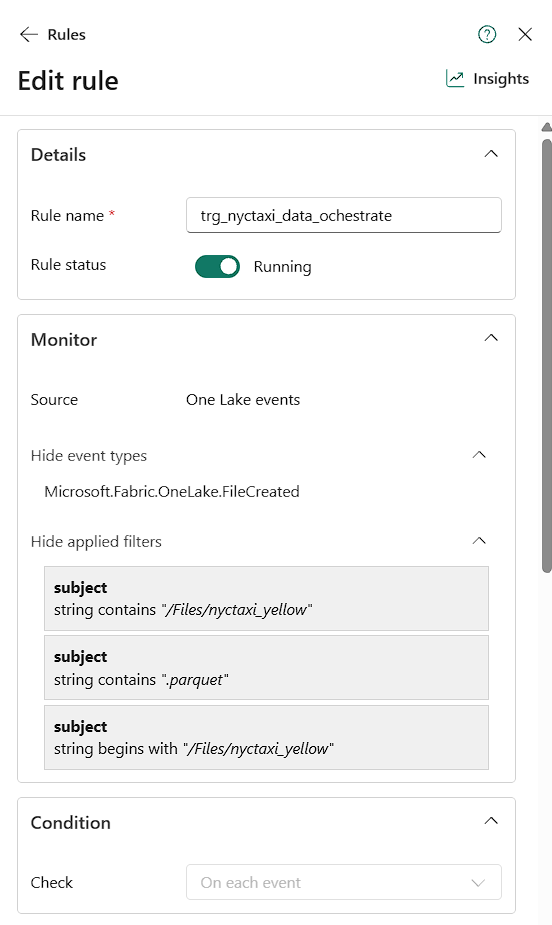 Rules
Edit rule
Insights
Details
Rule name *
trg_nyctaxi_data_ochestrate
Rule status
Running
Monitor
Source
One Lake events
Hide event types
Microsoft.Fabric.OneLake.FileCreated
Hide applied filters
subject
string contains "/Files/nyctaxi_yellow"
subject
string contains ".parquet"
subject
string begins with "/Files/nyctaxi_yellow"
Condition
Check
On each event